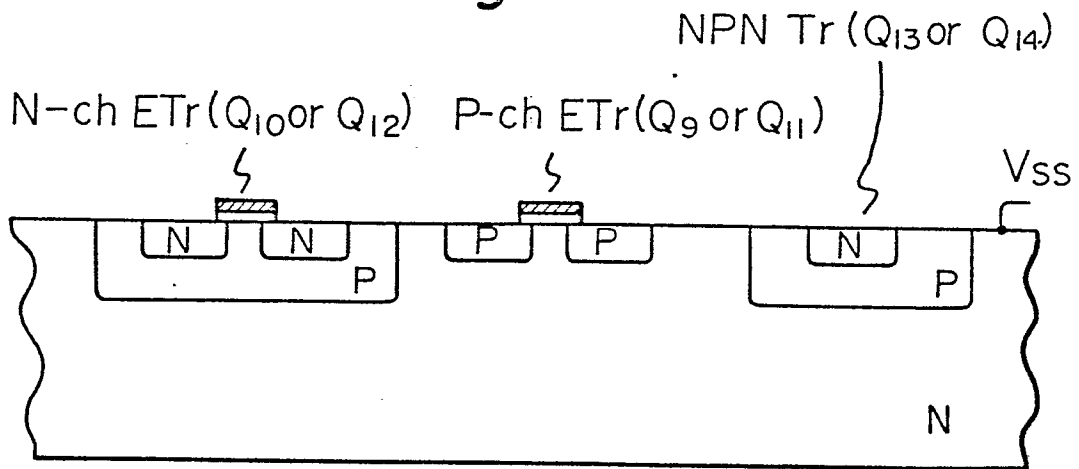 NPN Tr (Q13 or Q14)
N-ch ETr (Q10 or Q12) P-ch ETr (Q9 or Q11)
VSS
N N P P N
P P
N